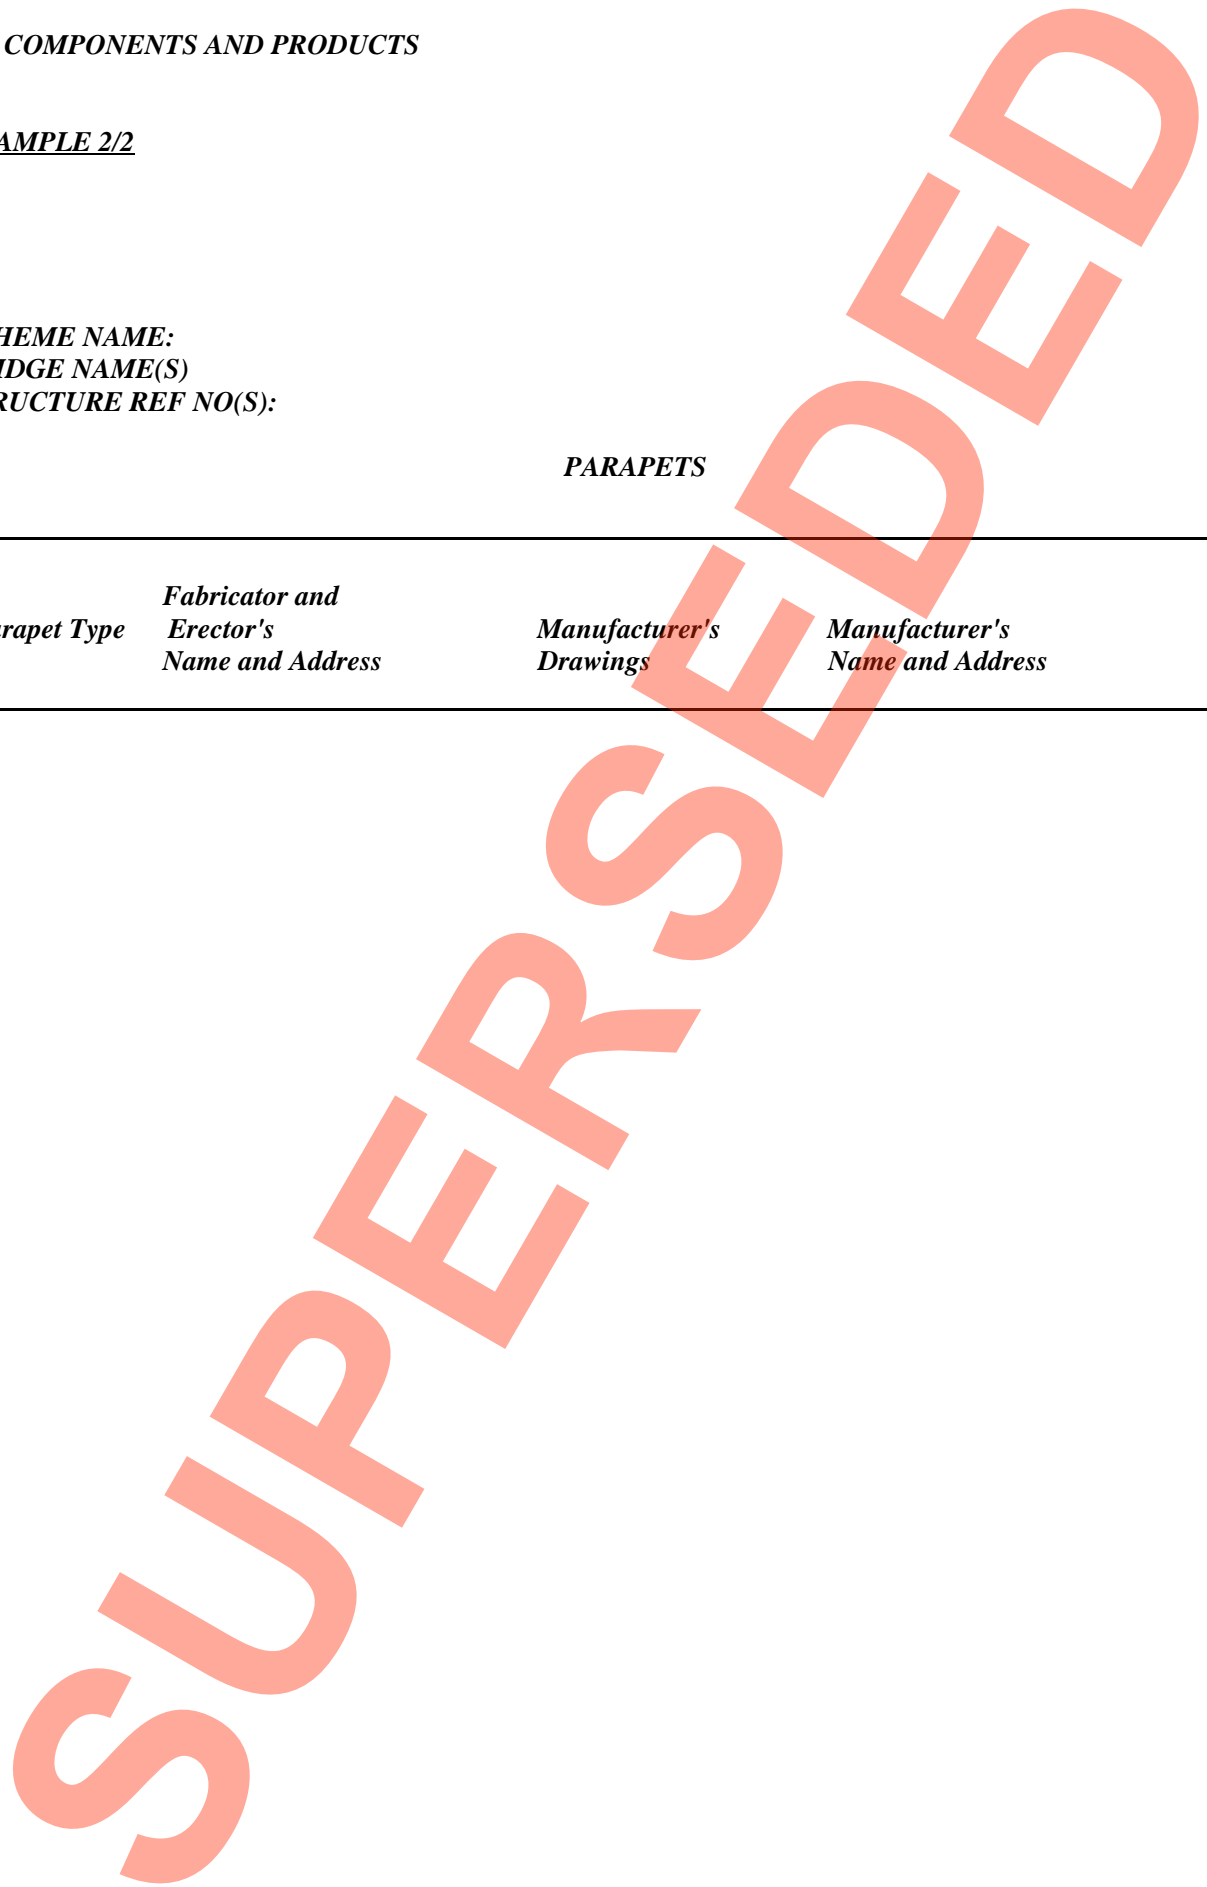 COMPONENTS AND PRODUCTS
AMPLE 2/2
HEME NAME:
IDGE NAME(S)
RUCTURE REF NO(S):
PARAPETS
Fabricator and
rapet Type Erector's Manufacturer's Manufacturer's
Name and Address Drawings Name and Address
SUPERSEDED